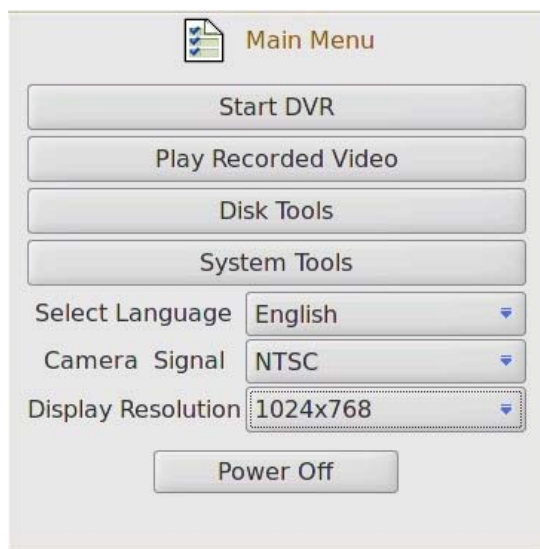 Main Menu
Start DVR
Play Recorded Video
Disk Tools
System Tools
Select Language English
Camera Signal NTSC
Display Resolution 1024x768
Power Off